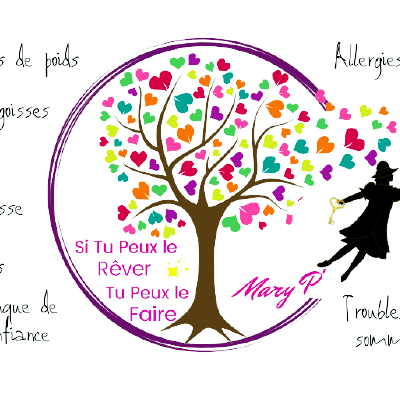 s de poids
goisses
sse
s
que de
nfiance
Si Tu Peux le
Rêver
Tu Peux le
Faire
Mary P'
Allergies
Trouble
somm